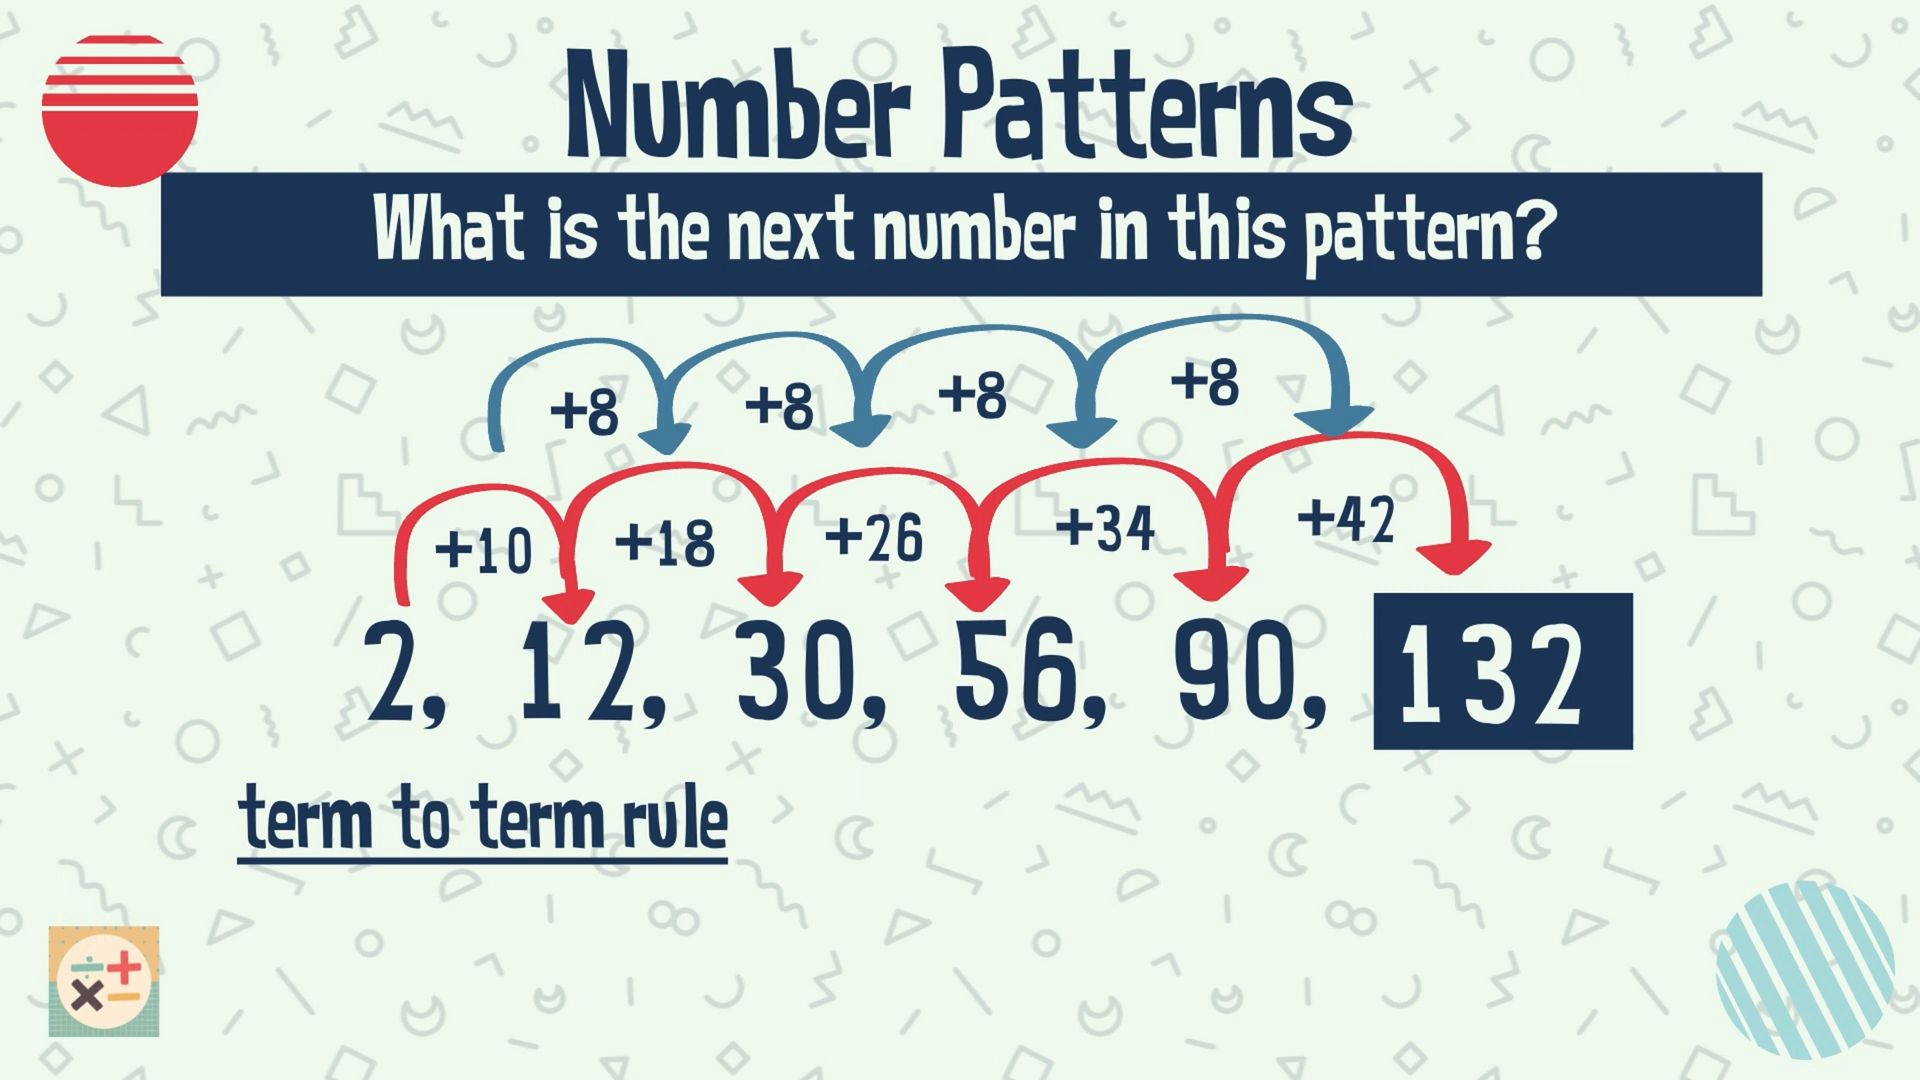 Number Patterns
What is the next number in this pattern?
+8 +8 +8 +8
+10 +18 +26 +34 +42
2, 12, 30, 56, 90, 132
term to term rule